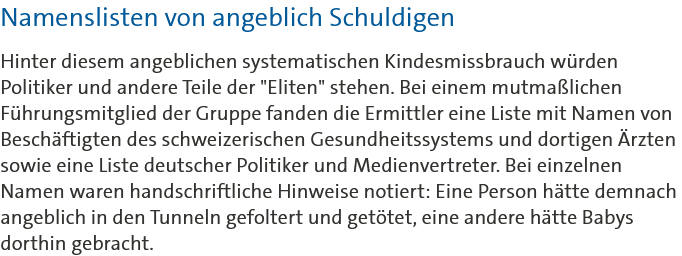 Namenslisten von angeblich Schuldigen
Hinter diesem angeblichen systematischen Kindesmissbrauch würden
Politiker und andere Teile der "Eliten" stehen. Bei einem mutmaßlichen
Führungsmitglied der Gruppe fanden die Ermittler eine Liste mit Namen von
Beschäftigten des schweizerischen Gesundheitssystems und dortigen Ärzten
sowie eine Liste deutscher Politiker und Medienvertreter. Bei einzelnen
Namen waren handschriftliche Hinweise notiert: Eine Person hätte demnach
angeblich in den Tunneln gefoltert und getötet, eine andere hätte Babys
dorthin gebracht.